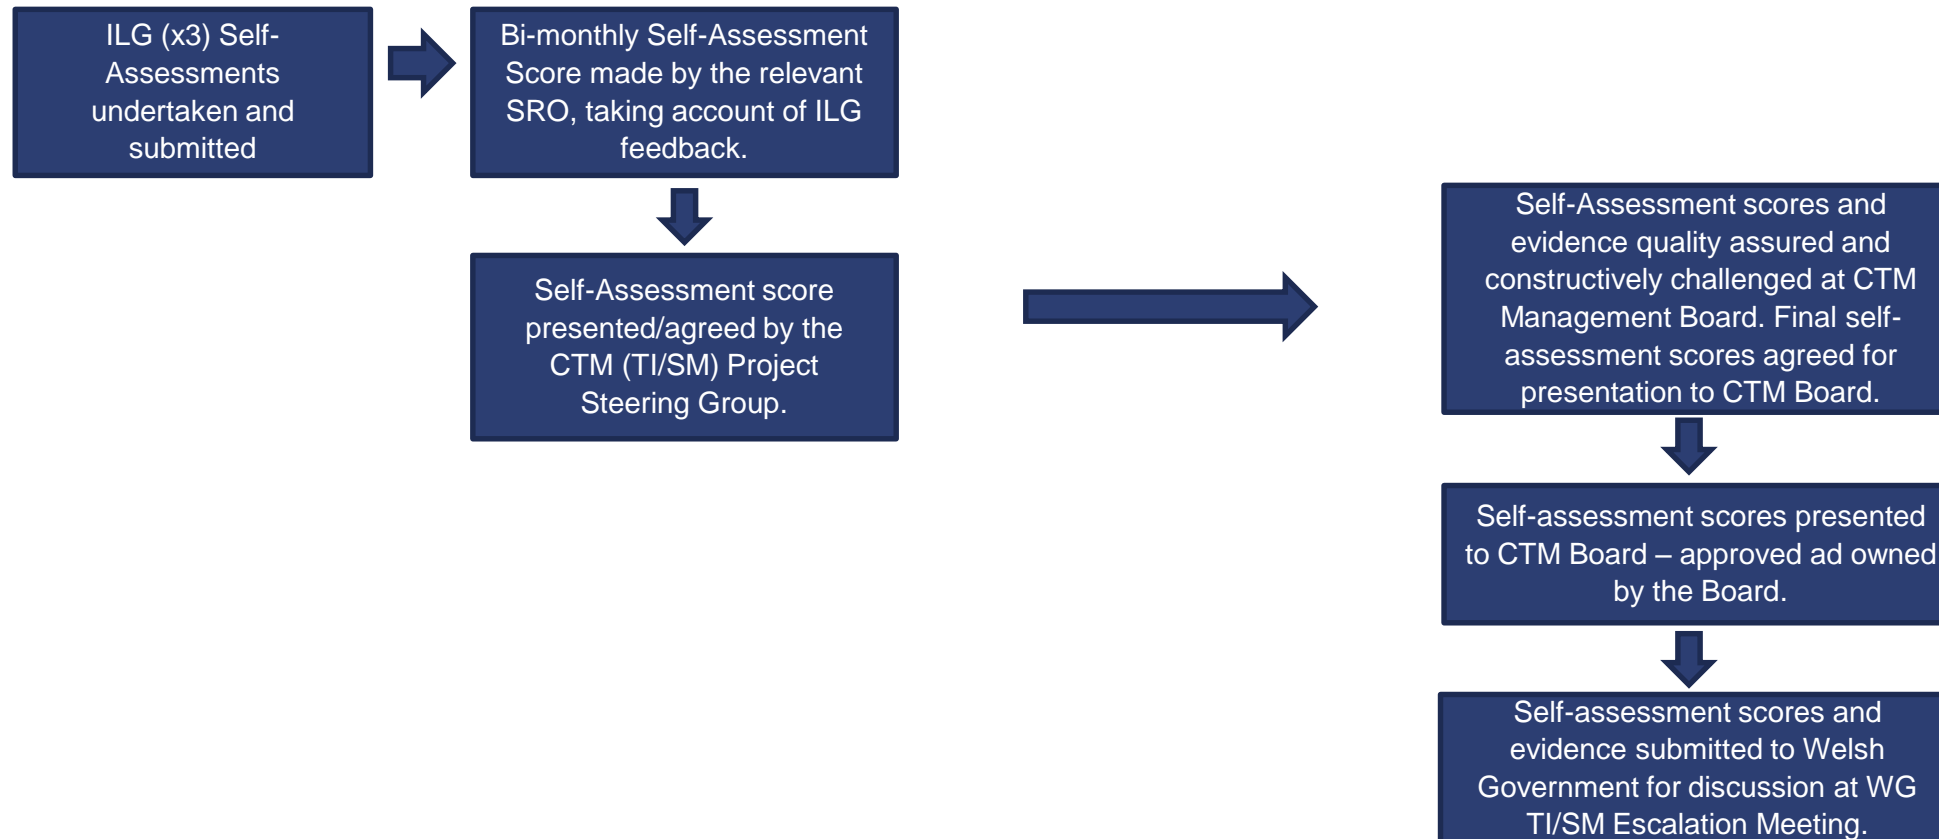 ILG (x3) Self-
Assessments
undertaken and
submitted
Bi-monthly Self-Assessment
Score made by the relevant
SRO, taking account of ILG
feedback.
Self-Assessment score
presented/agreed by the
CTM (TI/SM) Project
Steering Group.
Self-Assessment scores and
evidence quality assured and
constructively challenged at CTM
Management Board. Final self-
assessment scores agreed for
presentation to CTM Board.
Self-assessment scores presented
to CTM Board – approved ad owned
by the Board.
Self-assessment scores and
evidence submitted to Welsh
Government for discussion at WG
TI/SM Escalation Meeting.